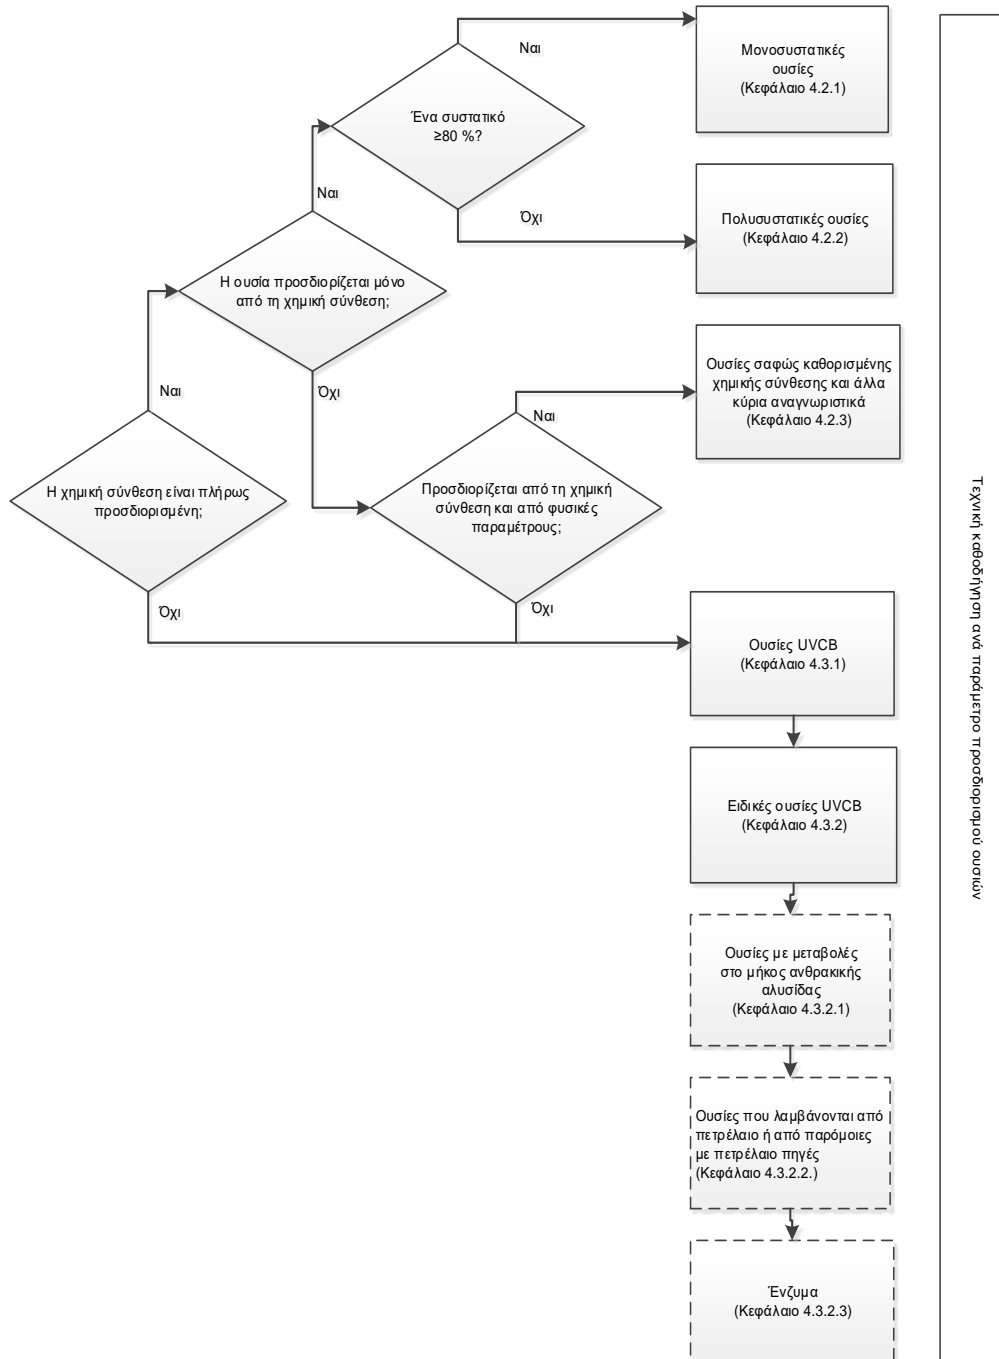 Ναι
Μονοσυστατικές
ουσίες
(Κεφάλαιο 4.2.1)
Ένα συστατικό
≥80 %?
Ναι
Όχι
Πολυσυστατικές ουσίες
(Κεφάλαιο 4.2.2)
Η ουσία προσδιορίζεται μόνο
από τη χημική σύνθεση;
Ναι
Όχι
Ναι
Ουσίες σαφώς καθορισμένης
χημικής σύνθεσης και άλλα
κύρια αναγνωριστικά
(Κεφάλαιο 4.2.3)
Η χημική σύνθεση είναι πλήρως
προσδιορισμένη;
Προσδιορίζεται από τη χημική
σύνθεση και από φυσικές
παραμέτρους;
Όχι
Όχι
Ουσίες UVCB
(Κεφάλαιο 4.3.1)
Ειδικές ουσίες UVCB
(Κεφάλαιο 4.3.2)
Ουσίες με μεταβολές
στο μήκος ανθρακικής
αλυσίδας
(Κεφάλαιο 4.3.2.1)
Ουσίες που λαμβάνονται από
πετρέλαιο ή από παρόμοιες
με πετρέλαιο πηγές
(Κεφάλαιο 4.3.2.2.)
Ένζυμα
(Κεφάλαιο 4.3.2.3)
Τεχνική καθοδήγηση ανά παράμετρο προσδιορισμού ουσιών